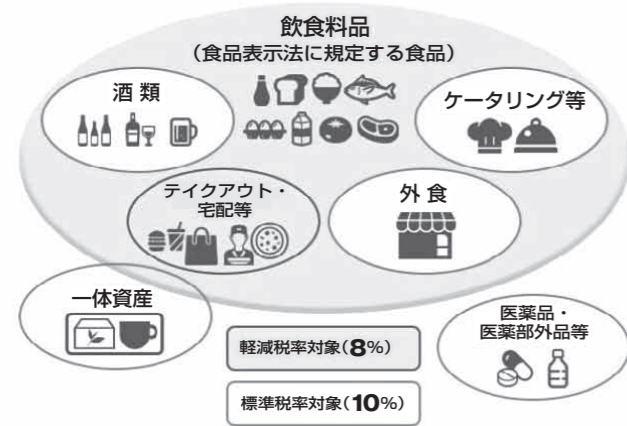 飲食料品
(食品表示法に規定する食品)
酒類
ケータリング等
テイクアウト・
宅配等
外食
一体資産
医薬品・
医薬部外品等
軽減税率対象(8%)
標準税率対象(10%)